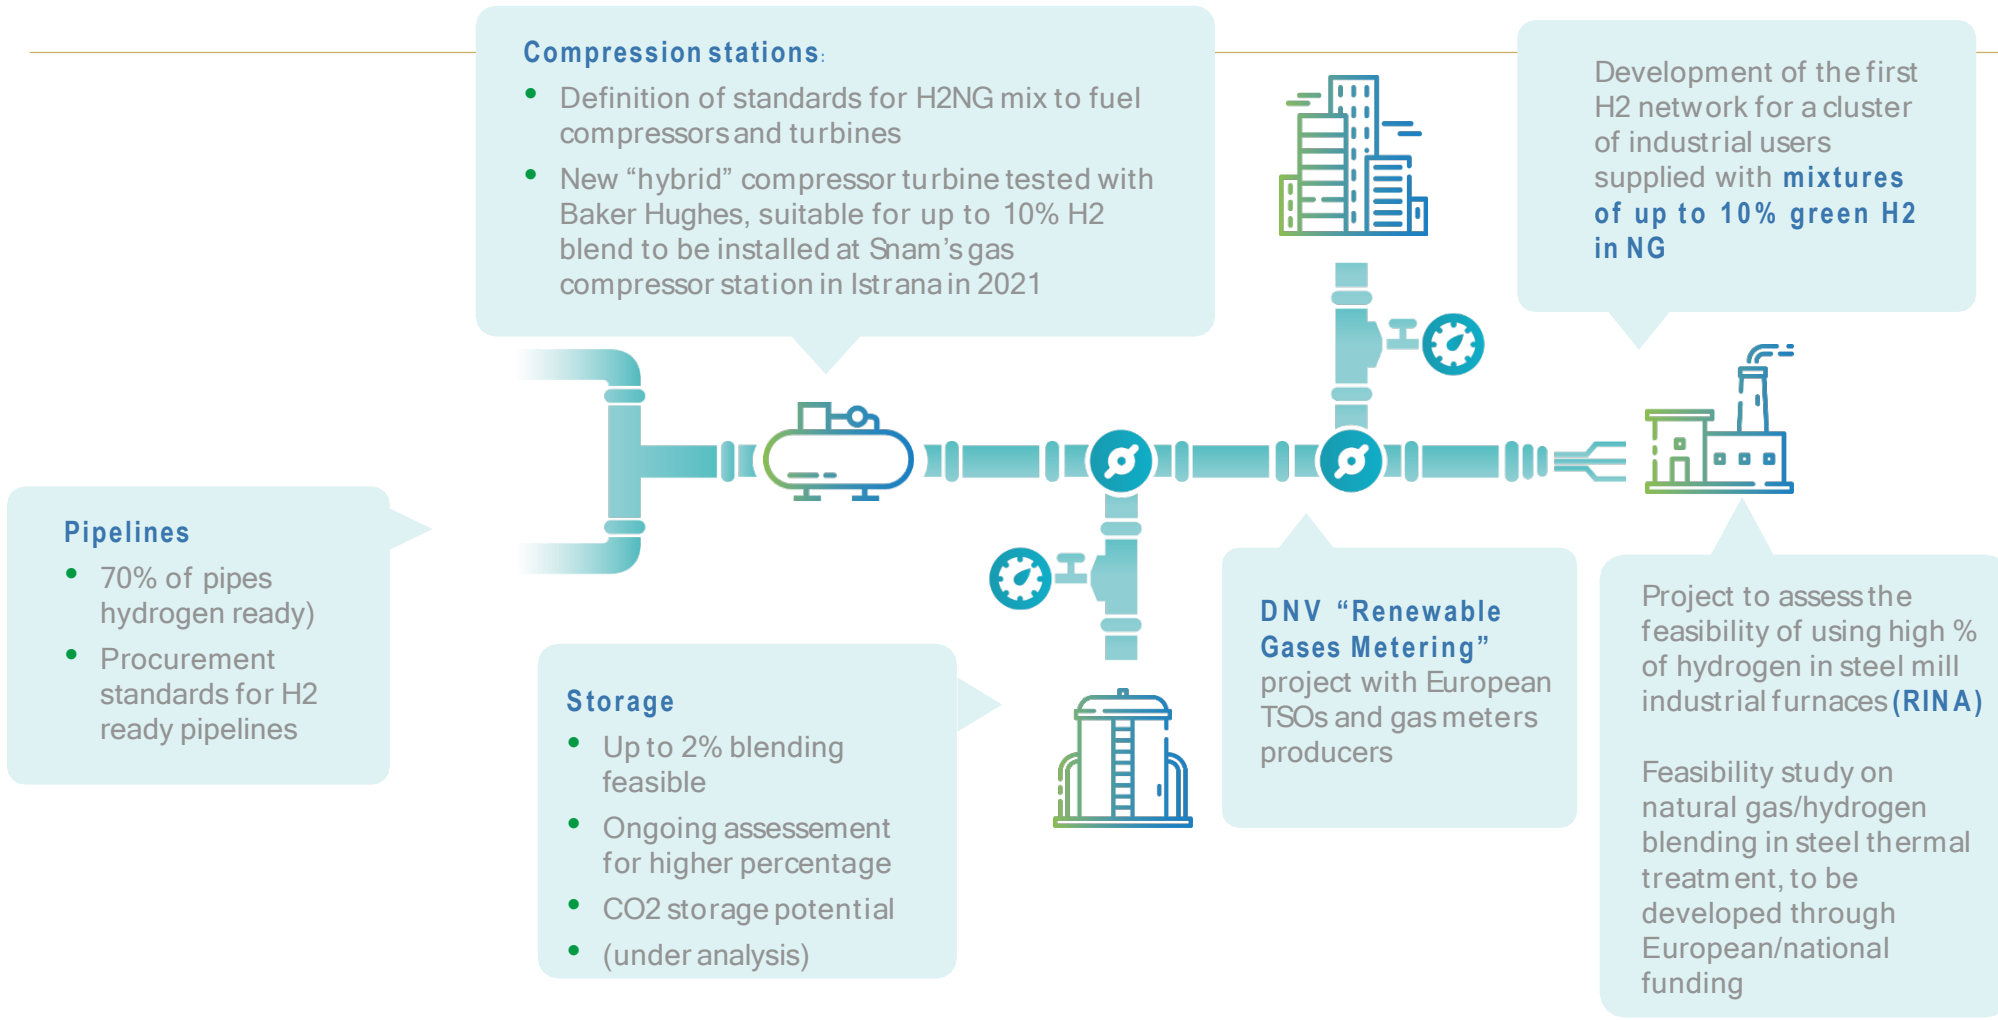 Compression stations:
• Definition of standards for H2NG mix to fuel
compressors and turbines
• New “hybrid” compressor turbine tested with
Baker Hughes, suitable for up to 10% H2
blend to be installed at Snam’s gas
compressor station in Istrana in 2021
Development of the first
H2 network for a cluster
of industrial users
supplied with mixtures
of up to 10% green H2
in NG
Pipelines
• 70% of pipes
hydrogen ready)
• Procurement
standards for H2
ready pipelines
Storage
• Up to 2% blending
feasible
• Ongoing assessement
for higher percentage
• CO2 storage potential
• (under analysis)
DNV “Renewable
Gases Metering”
project with European
TSOs and gas meters
producers
Project to assess the
feasibility of using high %
of hydrogen in steel mill
industrial furnaces (RINA)
Feasibility study on
natural gas/hydrogen
blending in steel thermal
treatment, to be
developed through
European/national
funding